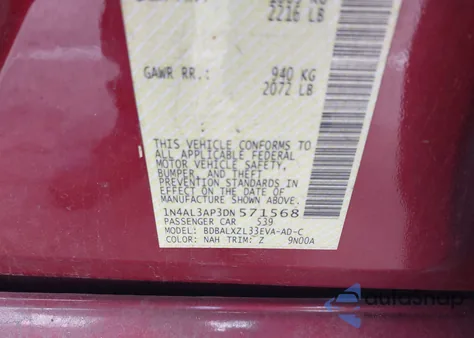 2216 LB
GAWR RR.: 940 KG
2072 LB
THIS VEHICLE CONFORMS TO
ALL APPLICABLE FEDERAL
MOTOR VEHICLE SAFETY,
BUMPER, AND THEFT
PREVENTION STANDARDS
IN EFFECT ON THE DATE OF
MANUFACTURE SHOWN ABOVE.
1N4AL3AP3DN571568
PASSENGER CAR 539
MODEL: BDBALXZL33EVA-AD-C
COLOR: NAH TRIM: Z 9N00A
AutoSnap